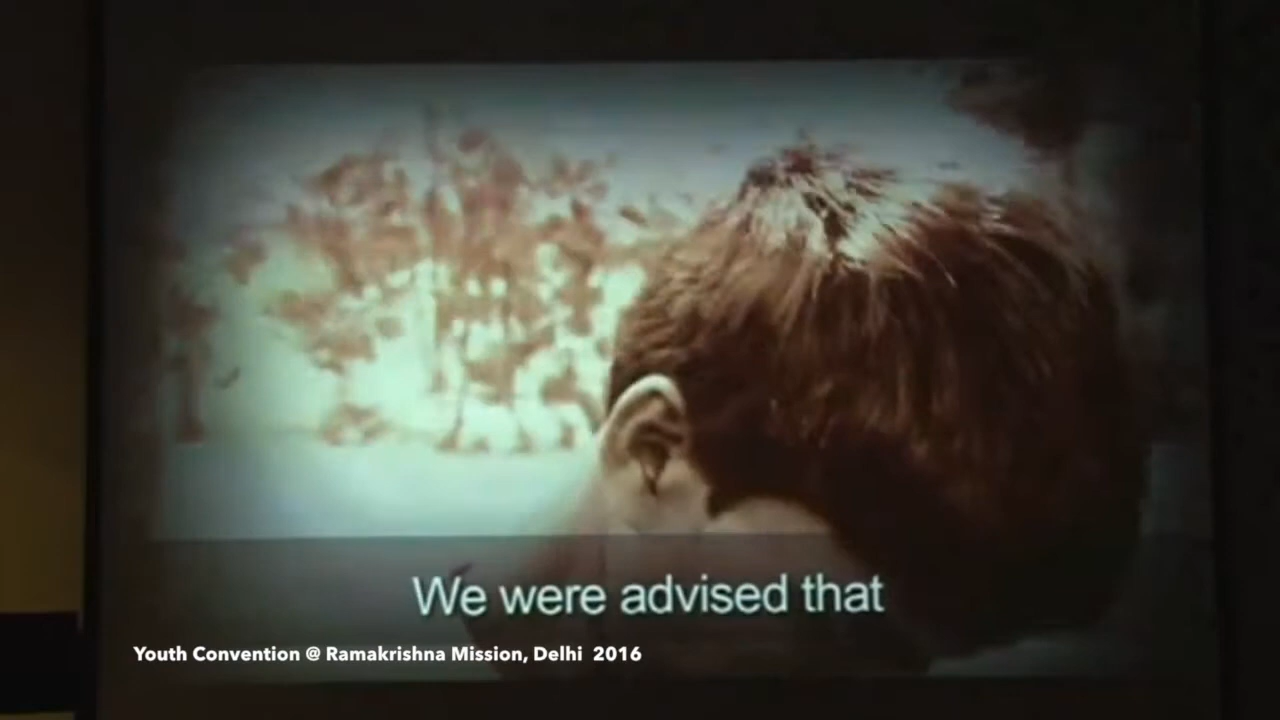 We were advised that
Youth Convention @ Ramakrishna Mission, Delhi  2016